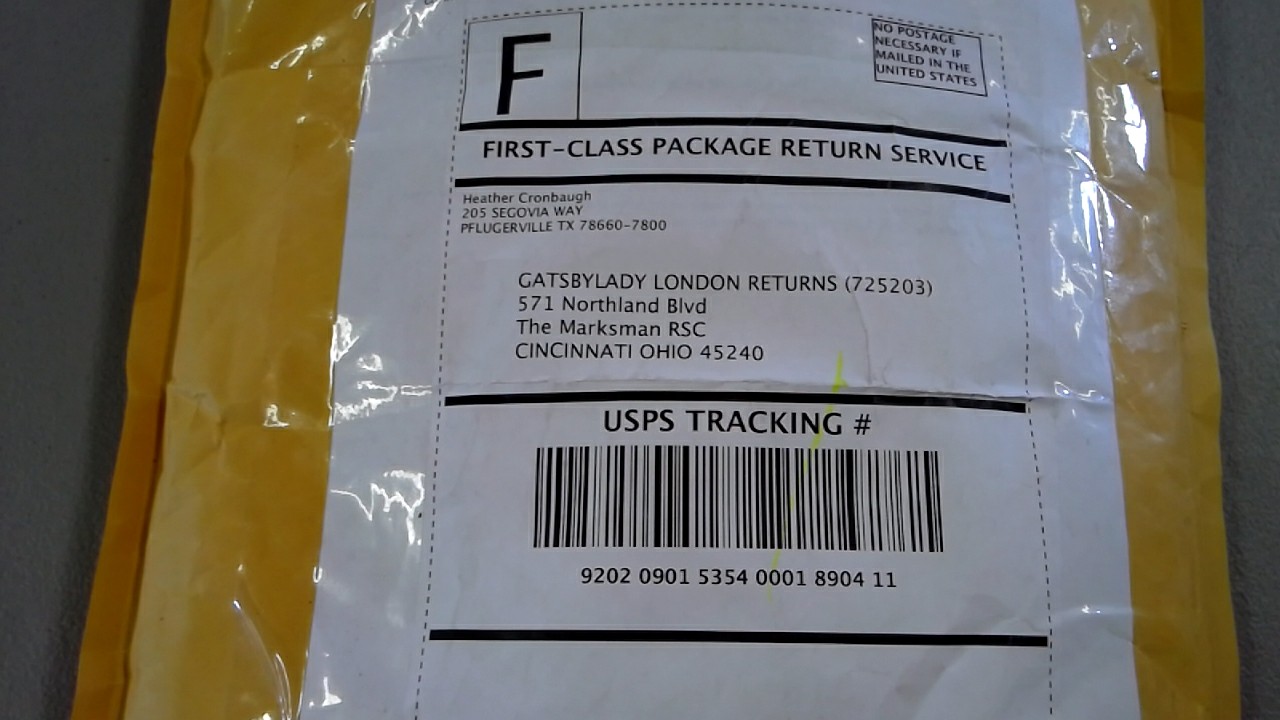 F
NO POSTAGE
NECESSARY IF
MAILED IN THE
UNITED STATES
FIRST-CLASS PACKAGE RETURN SERVICE
Heather Cronbaugh
205 SEGOVIA WAY
PFLUGERVILLE TX 78660-7800
GATSBYLADY LONDON RETURNS (725203)
571 Northland Blvd
The Marksman RSC
CINCINNATI OHIO 45240
USPS TRACKING #
9202 0901 5354 0001 8904 11